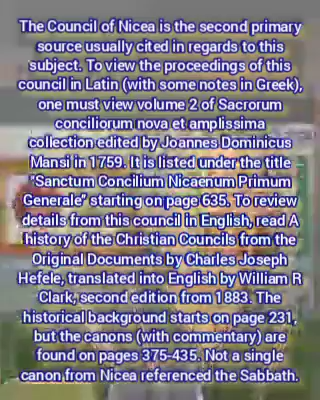 The Council of Nicea is the second primary
source usually cited in regards to this
subject. To view the proceedings of this
council in Latin (with some notes in Greek),
one must view volume 2 of Sacrorum
conciliorum nova et amplissima
collection edited by Joannes Dominicus
Mansi in 1759. It is listed under the title
"Sanctum Concilium Nicaenum Primum
Generale" starting on page 635. To review
details from this council in English, read A
history of the Christian Councils from the
Original Documents by Charles Joseph
Hefele, translated into English by William R
Clark, second edition from 1883. The
historical background starts on page 231,
but the canons (with commentary) are
found on pages 375-435. Not a single
canon from Nicea referenced the Sabbath.